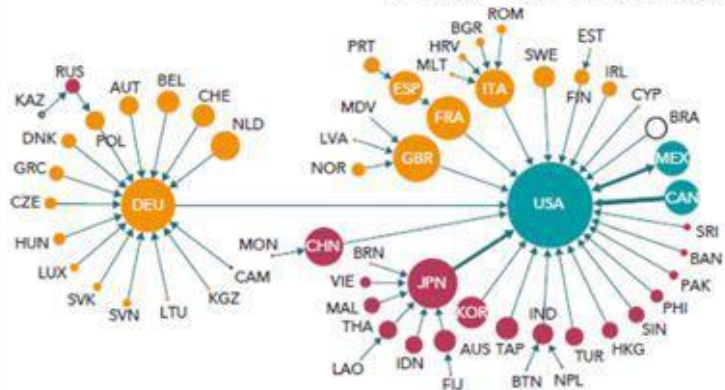 ROM
BGR
HRV
MLT
PRT
ESP
ITA
SWE
EST
FIN
IRL
CYP
BRA
MEX
CAN
RUS
KAZ
POL
AUT
BEL
CHE
NLD
DNK
GRC
CZE
HUN
LUX
SVK
SVN
LTU
KGZ
CAM
DEU
MDV
LVA
NOR
GBR
FRA
USA
MON
CHN
BRN
VIE
MAL
THA
LAO
IDN
FIJ
JPN
KOR
AUS
TAP
IND
BTN
NPL
TUR
HKG
SIN
PHI
PAK
BAN
SRI